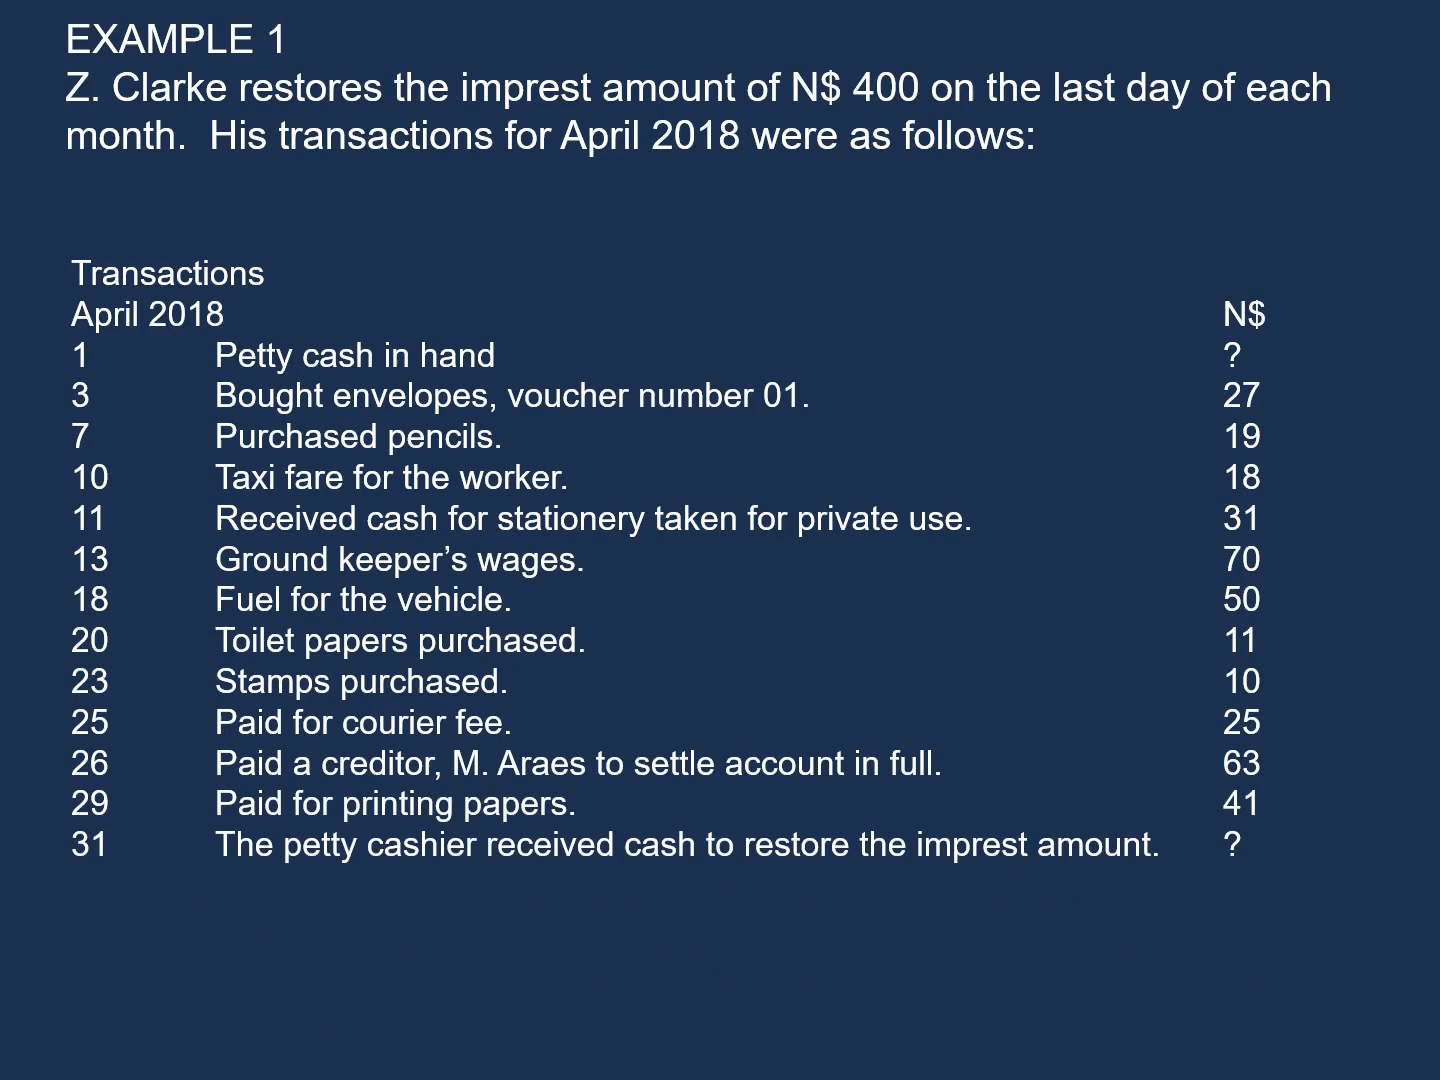 EXAMPLE 1
Z. Clarke restores the imprest amount of N$ 400 on the last day of each
month.  His transactions for April 2018 were as follows:
Transactions
April 2018 N$
1 Petty cash in hand ?
3 Bought envelopes, voucher number 01. 27
7 Purchased pencils. 19
10 Taxi fare for the worker. 18
11 Received cash for stationery taken for private use. 31
13 Ground keeper’s wages. 70
18 Fuel for the vehicle. 50
20 Toilet papers purchased. 11
23 Stamps purchased. 10
25 Paid for courier fee. 25
26 Paid a creditor, M. Araes to settle account in full. 63
29 Paid for printing papers. 41
31 The petty cashier received cash to restore the imprest amount. ?